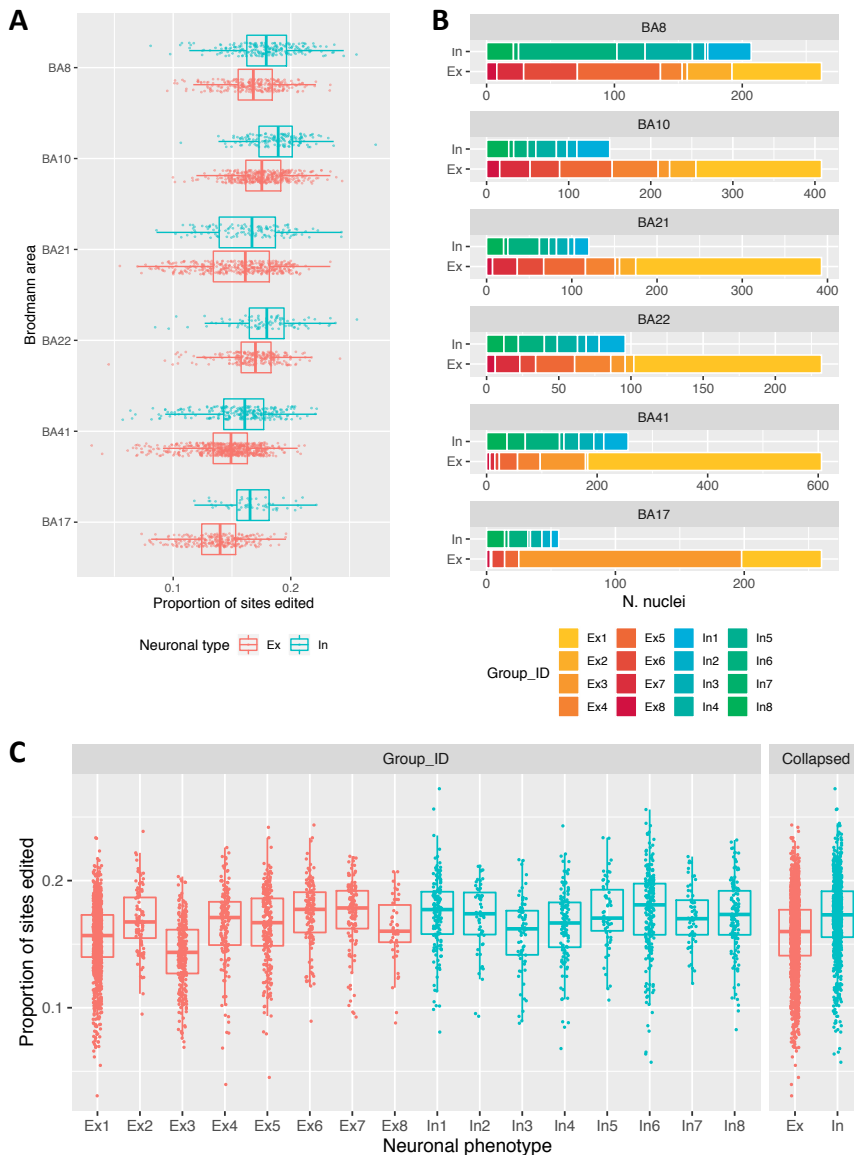 A
BA8
BA10
BA21
BA22
BA41
BA17
Brodmann area
0.1
0.2
Proportion of sites edited
Neuronal type
Ex
In
B
BA8
In
Ex
0
100
200
BA10
In
Ex
0
100
200
300
400
BA21
In
Ex
0
100
200
300
400
BA22
In
Ex
0
50
100
150
200
BA41
In
Ex
0
200
400
600
BA17
In
Ex
0
100
200
N. nuclei
Group_ID
Ex1
Ex5
In1
In5
Ex2
Ex6
In2
In6
Ex3
Ex7
In3
In7
Ex4
Ex8
In4
In8
C
Group_ID
Collapsed
0.2
0.1
Proportion of sites edited
Ex1 Ex2 Ex3 Ex4 Ex5 Ex6 Ex7 Ex8 In1 In2 In3 In4 In5 In6 In7 In8
Ex In
Neuronal phenotype